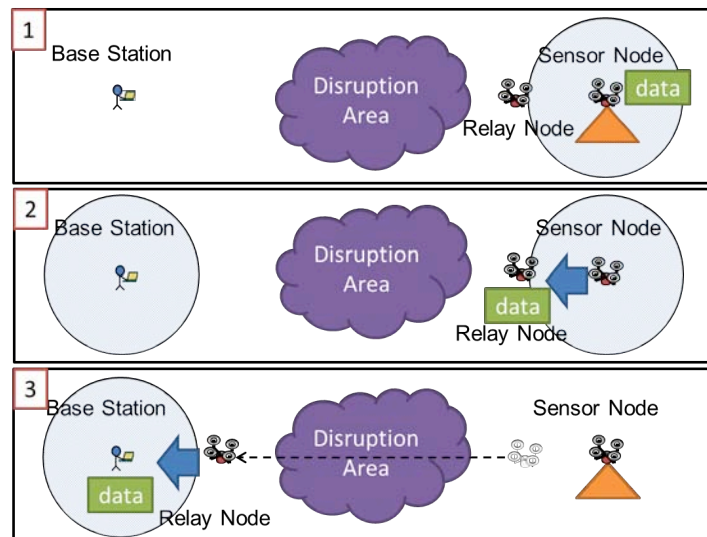 1
Base Station
Disruption
Area
Sensor Node
data
Relay Node
2
Base Station
Disruption
Area
Sensor Node
data
Relay Node
3
Base Station
Disruption
Area
Sensor Node
data
Relay Node